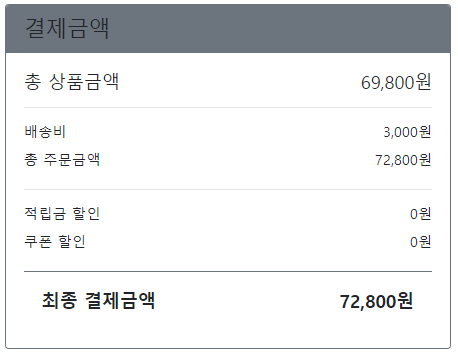 결제금액
총 상품금액 69,800원
배송비 3,000원
총 주문금액 72,800원
적립금 할인 0원
쿠폰 할인 0원
최종 결제금액 72,800원